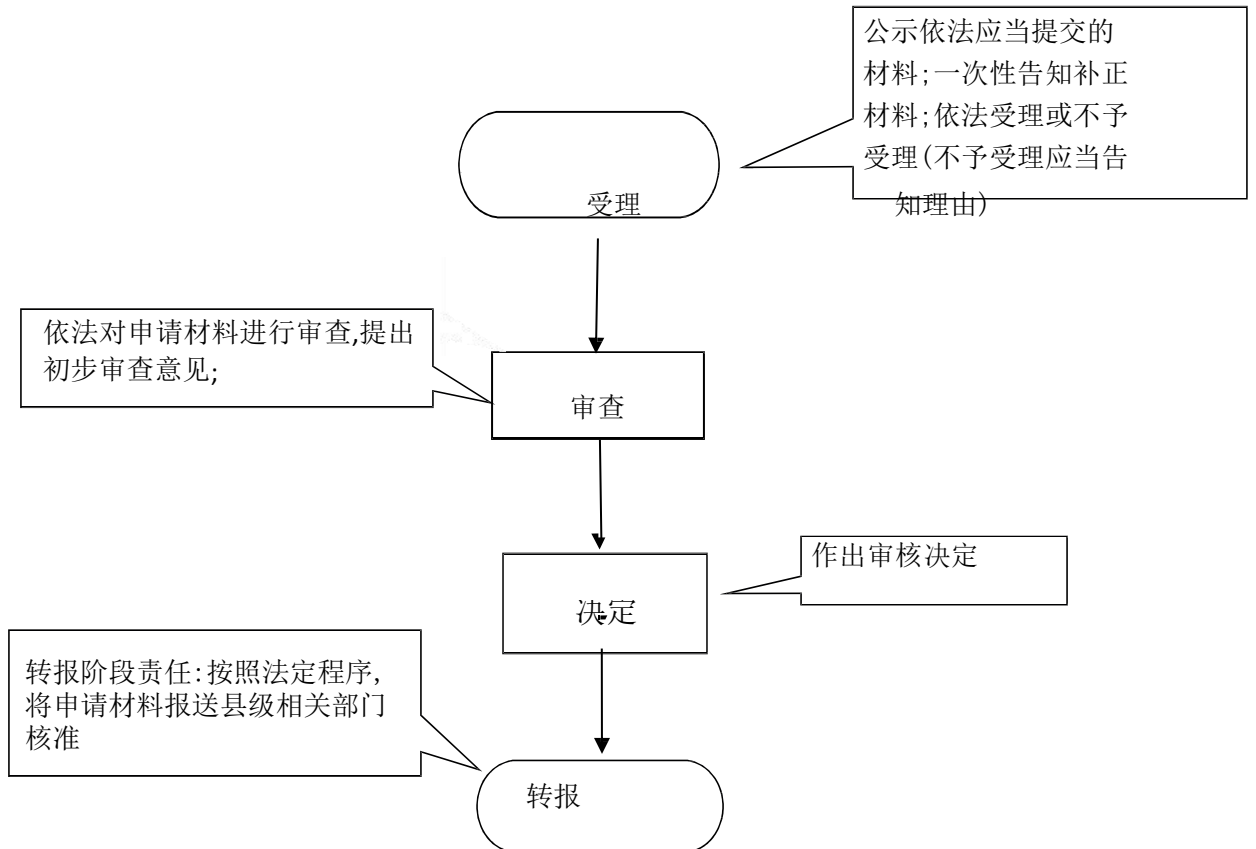 公示依法应当提交的
材料;一次性告知补正
材料;依法受理或不予
受理(不予受理应当告
知理由)
受理
依法对申请材料进行审查,提出
初步审查意见;
审查
作出审核决定
决定
转报阶段责任:按照法定程序,
将申请材料报送县级相关部门
核准
转报